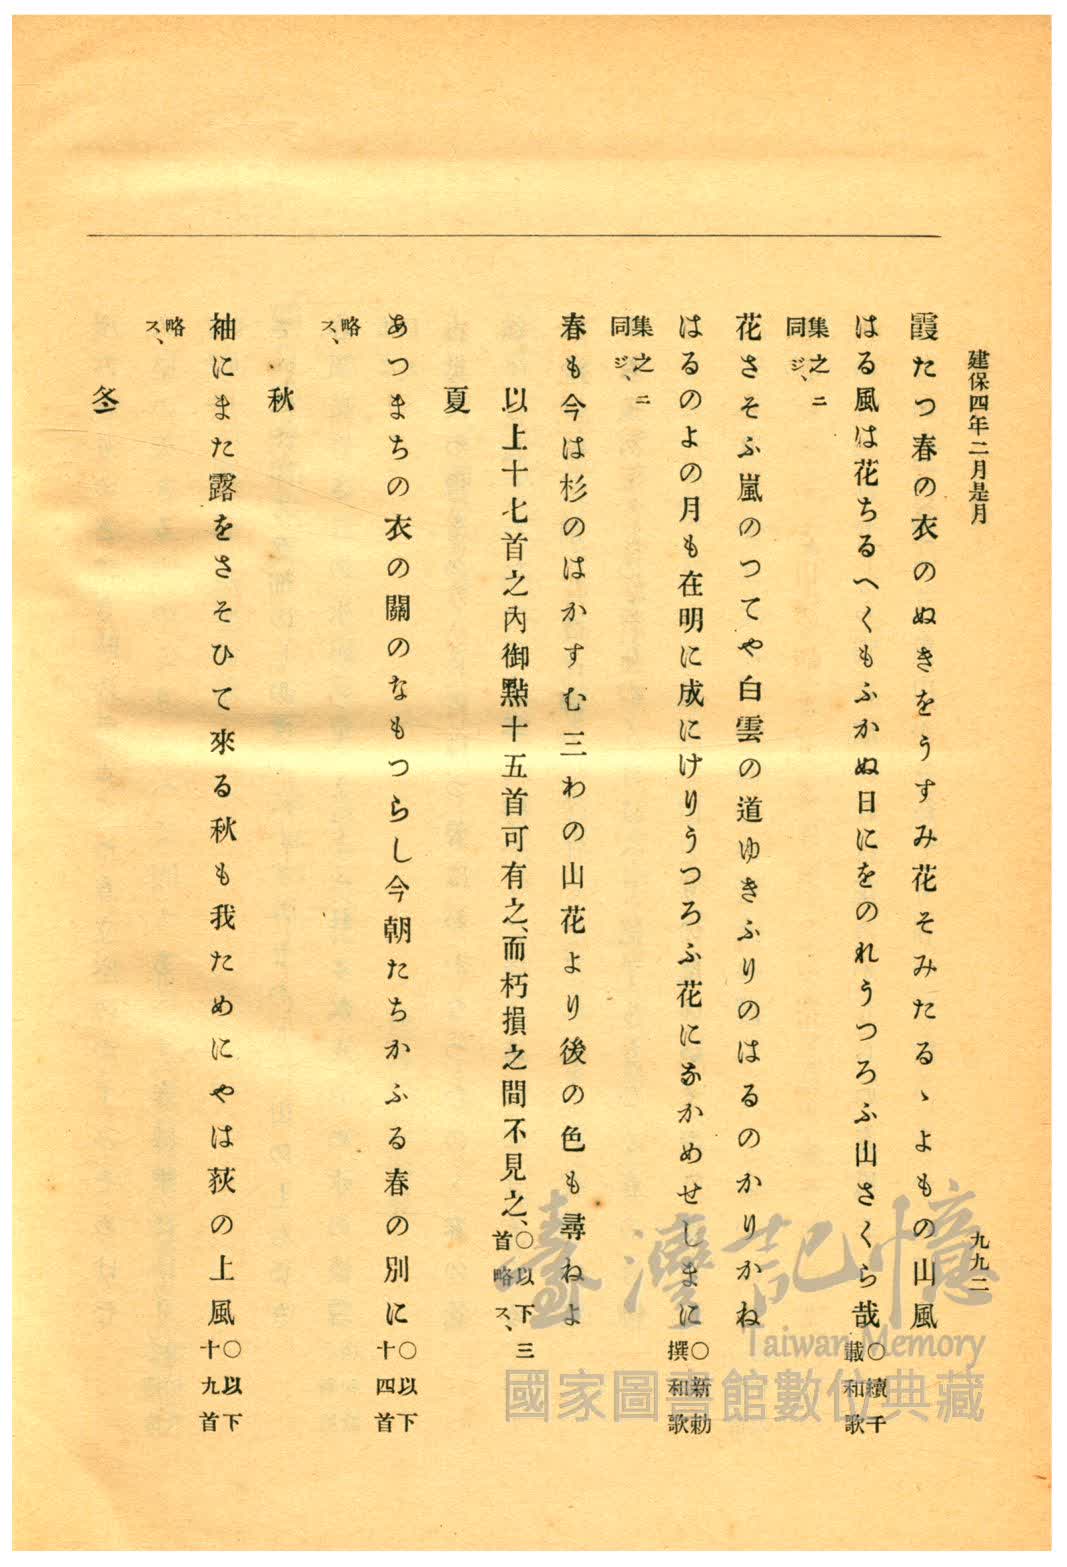 建保四年二月是月
九九二
霞たつ春の衣のぬきをうすみ花そみたるゝよもの山風
はる風は花ちるへくもふかぬ日にをのれうつろふ山さくら哉〇續千載和歌
集之ニ同ジ、
花さそふ嵐のつてや白雲の道ゆきふりのはるのかりかね
はるのよの月も在明に成にけりうつろふ花になかめせしまに〇新勅撰和歌
集之ニ同ジ、
春も今は杉のはかすむ三わの山花より後の色も尋ねよ
以上十七首之內御點十五首可有之、而朽損之間不見之、〇以下三首略ス、
夏
あつまちの衣の關のなもつらし今朝たちかふる春の別に〇以下十四首
略ス、
秋
袖にまた露をさそひて來る秋も我ためにやは荻の上風〇以下十九首
略ス、
冬
臺灣記憶
Taiwan Memory
國家圖書館數位典藏